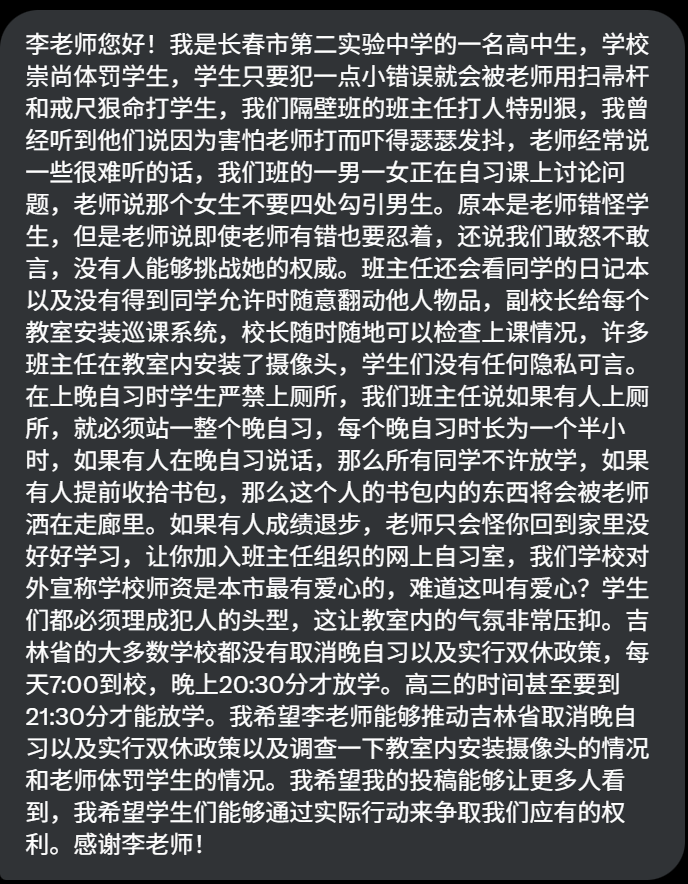 李老师您好！我是长春市第二实验中学的一名高中生，学校
崇尚体罚学生，学生只要犯一点小错误就会被老师用扫帚杆
和戒尺狠命打学生，我们隔壁班的班主任打人特别狠，我曾
经听到他们说因为害怕老师打而吓得瑟瑟发抖，老师经常说
一些很难听的话，我们班的一男一女正在自习课上讨论问
题，老师说那个女生不要四处勾引男生。原本是老师错怪学
生，但是老师说即使老师有错也要忍着，还说我们敢怒不敢
言，没有人能够挑战她的权威。班主任还会看同学的日记本
以及没有得到同学允许时随意翻动他人物品，副校长给每个
教室安装巡课系统，校长随时随地可以检查上课情况，许多
班主任在教室内安装了摄像头，学生们没有任何隐私可言。
在上晚自习时学生严禁上厕所，我们班主任说如果有人上厕
所，就必须站一整个晚自习，每个晚自习时长为一个半小
时，如果有人在晚自习说话，那么所有同学不许放学，如果
有人提前收拾书包，那么这个人的书包内的东西将会被老师
洒在走廊里。如果有人成绩退步，老师只会怪你回到家里没
好好学习，让你加入班主任组织的网上自习室，我们学校对
外宣称学校师资是本市最有爱心的，难道这叫有爱心？学生
们都必须理成犯人的头型，这让教室内的气氛非常压抑。吉
林省的大多数学校都没有取消晚自习以及实行双休政策，每
天7:00到校，晚上20:30分才放学。高三的时间甚至要到
21:30分才能放学。我希望李老师能够推动吉林省取消晚自
习以及实行双休政策以及调查一下教室内安装摄像头的情况
和老师体罚学生的情况。我希望我的投稿能够让更多人看
到，我希望学生们能够通过实际行动来争取我们应有的权
利。感谢李老师！